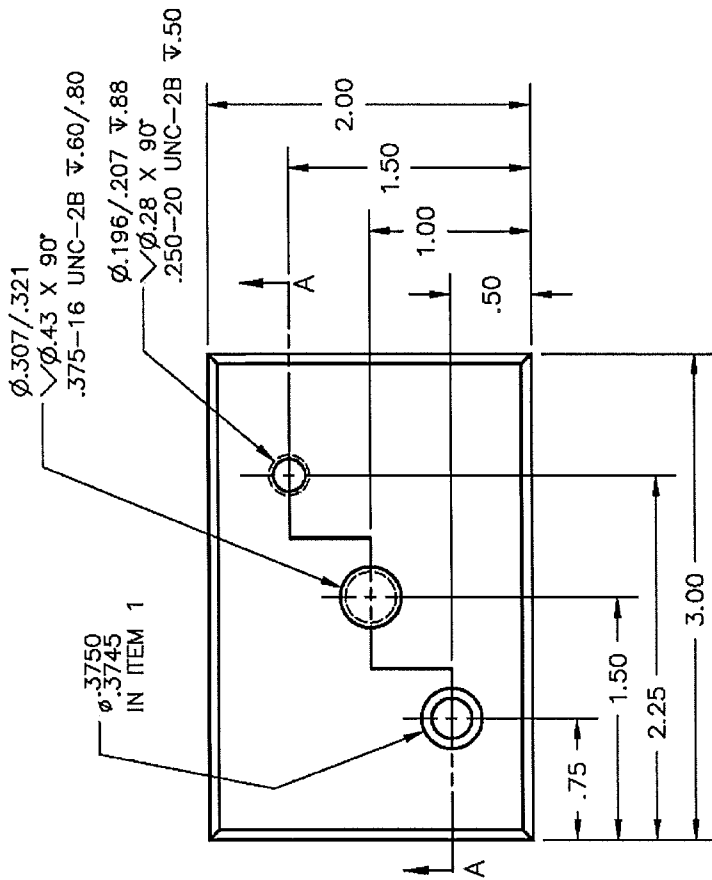 Ø.307/.321
⌵Ø.43 X 90°
.375-16 UNC-2B ↧.60/.80
Ø.196/.207 ↧.88
⌵Ø.28 X 90°
.250-20 UNC-2B ↧.50
ø.3750
.3745
IN ITEM 1
A
A
2.00
1.50
1.00
.50
.75
1.50
2.25
3.00